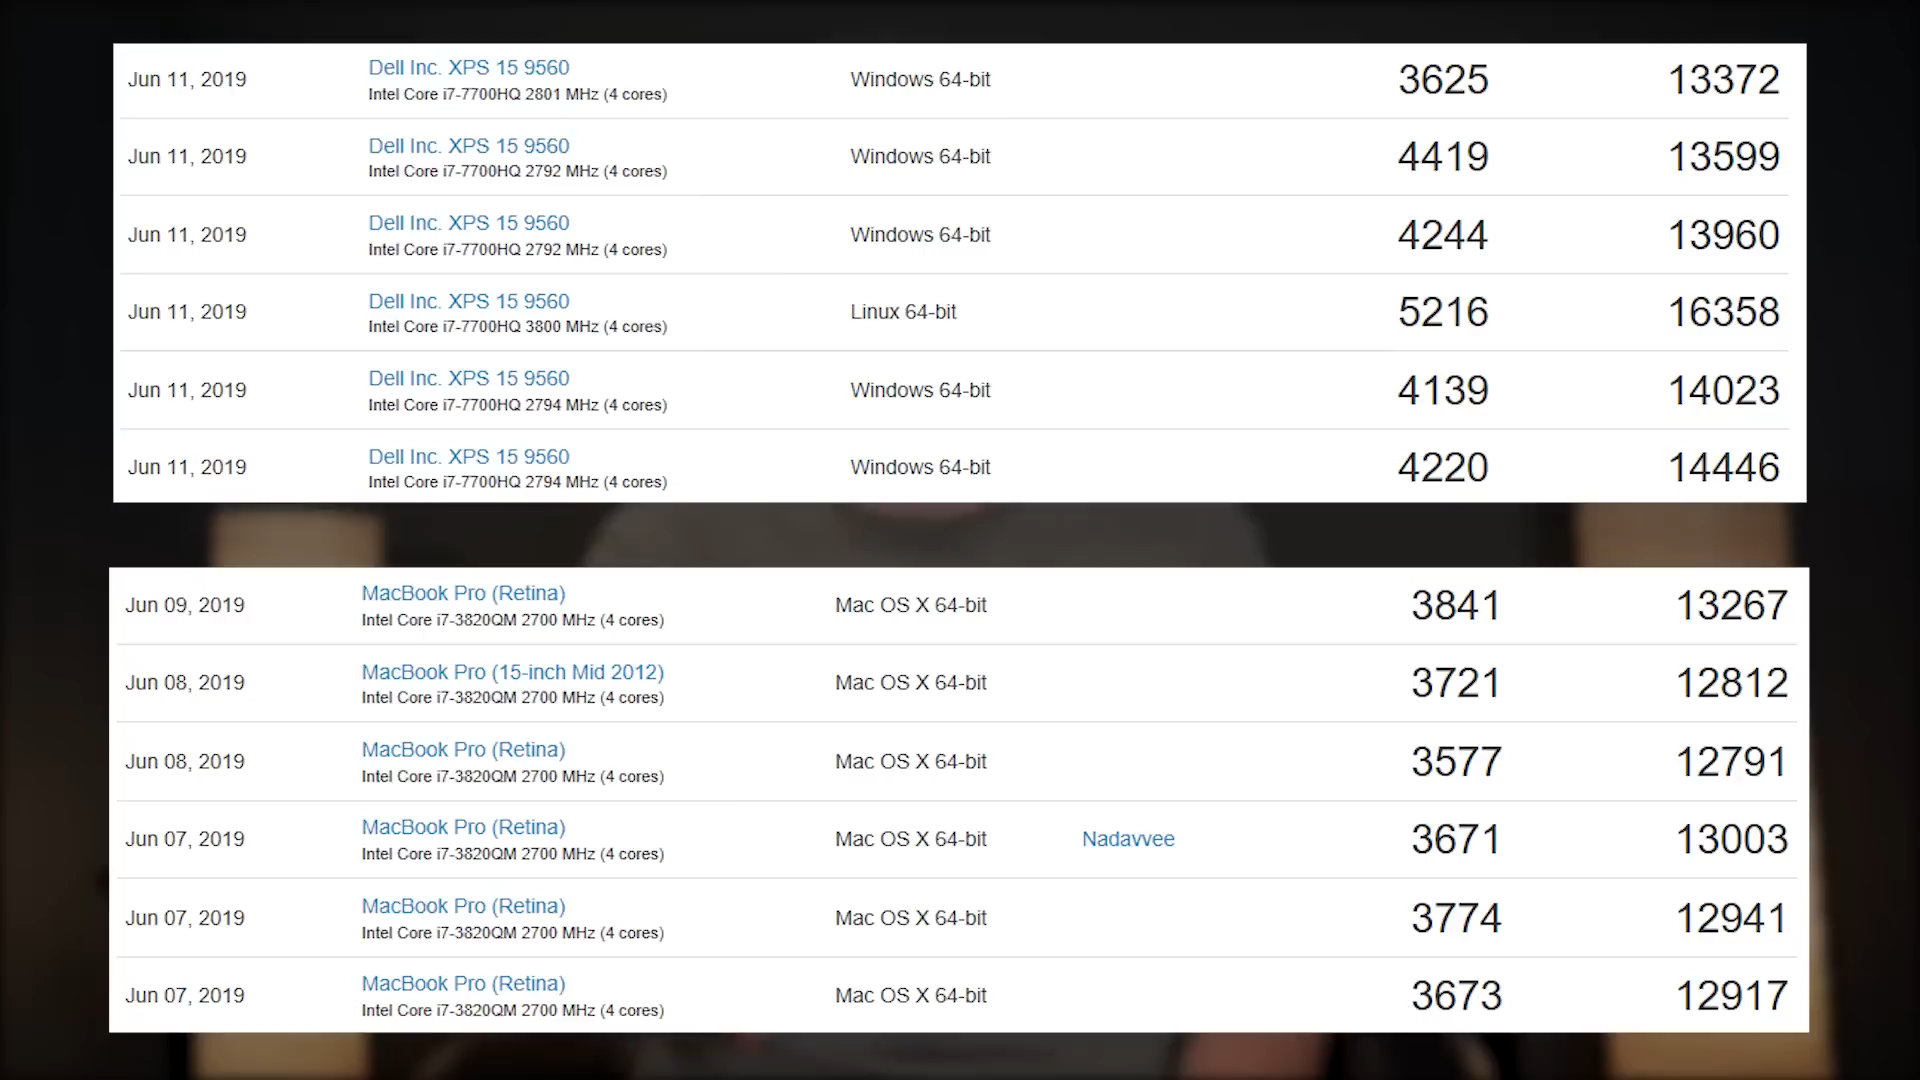 Jun 11, 2019 Dell Inc. XPS 15 9560 Windows 64-bit 3625 13372
Intel Core i7-7700HQ 2801 MHz (4 cores)
Jun 11, 2019 Dell Inc. XPS 15 9560 Windows 64-bit 4419 13599
Intel Core i7-7700HQ 2792 MHz (4 cores)
Jun 11, 2019 Dell Inc. XPS 15 9560 Windows 64-bit 4244 13960
Intel Core i7-7700HQ 2792 MHz (4 cores)
Jun 11, 2019 Dell Inc. XPS 15 9560 Linux 64-bit 5216 16358
Intel Core i7-7700HQ 3800 MHz (4 cores)
Jun 11, 2019 Dell Inc. XPS 15 9560 Windows 64-bit 4139 14023
Intel Core i7-7700HQ 2794 MHz (4 cores)
Jun 11, 2019 Dell Inc. XPS 15 9560 Windows 64-bit 4220 14446
Intel Core i7-7700HQ 2794 MHz (4 cores)
Jun 09, 2019 MacBook Pro (Retina) Mac OS X 64-bit 3841 13267
Intel Core i7-3820QM 2700 MHz (4 cores)
Jun 08, 2019 MacBook Pro (15-inch Mid 2012) Mac OS X 64-bit 3721 12812
Intel Core i7-3820QM 2700 MHz (4 cores)
Jun 08, 2019 MacBook Pro (Retina) Mac OS X 64-bit 3577 12791
Intel Core i7-3820QM 2700 MHz (4 cores)
Jun 07, 2019 MacBook Pro (Retina) Mac OS X 64-bit Nadavvee 3671 13003
Intel Core i7-3820QM 2700 MHz (4 cores)
Jun 07, 2019 MacBook Pro (Retina) Mac OS X 64-bit 3774 12941
Intel Core i7-3820QM 2700 MHz (4 cores)
Jun 07, 2019 MacBook Pro (Retina) Mac OS X 64-bit 3673 12917
Intel Core i7-3820QM 2700 MHz (4 cores)